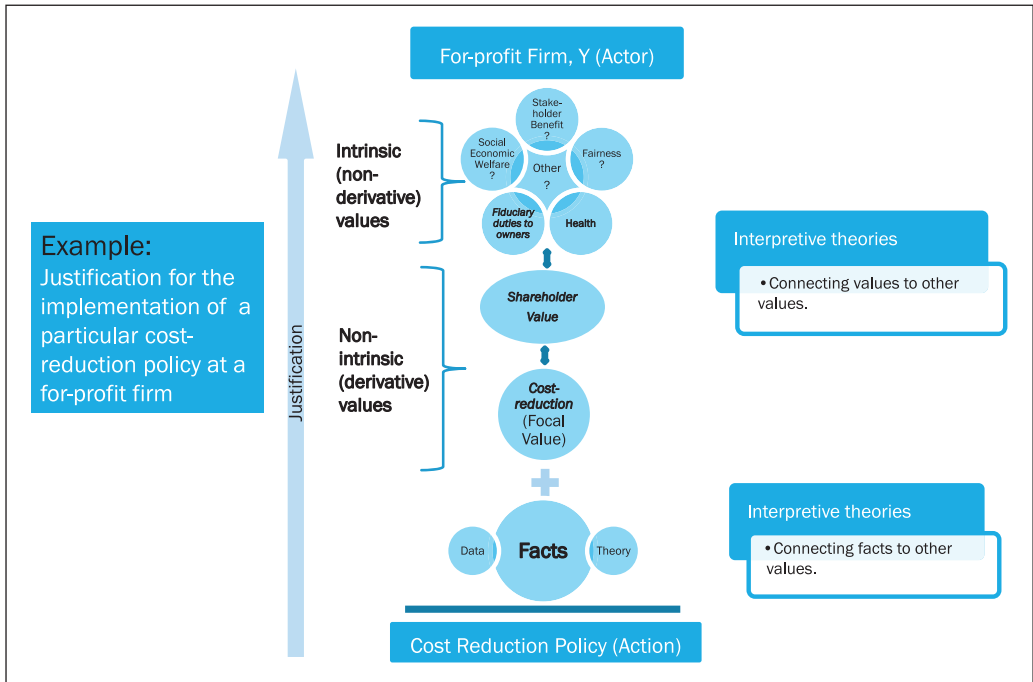 For-profit Firm, Y (Actor)
Stake-
holder
Benefit
?
Social
Economic
Welfare
?
Other
?
Fairness
?
Fiduciary
duties to
owners
Health
Intrinsic
(non-
derivative)
values
Example:
Justification for the
implementation of a
particular cost-
reduction policy at a
for-profit firm
Justification
Interpretive theories
•Connecting values to other
values.
Shareholder
Value
Non-
intrinsic
(derivative)
values
Cost-
reduction
(Focal
Value)
Data
Facts
Theory
Interpretive theories
•Connecting facts to other
values.
Cost Reduction Policy (Action)